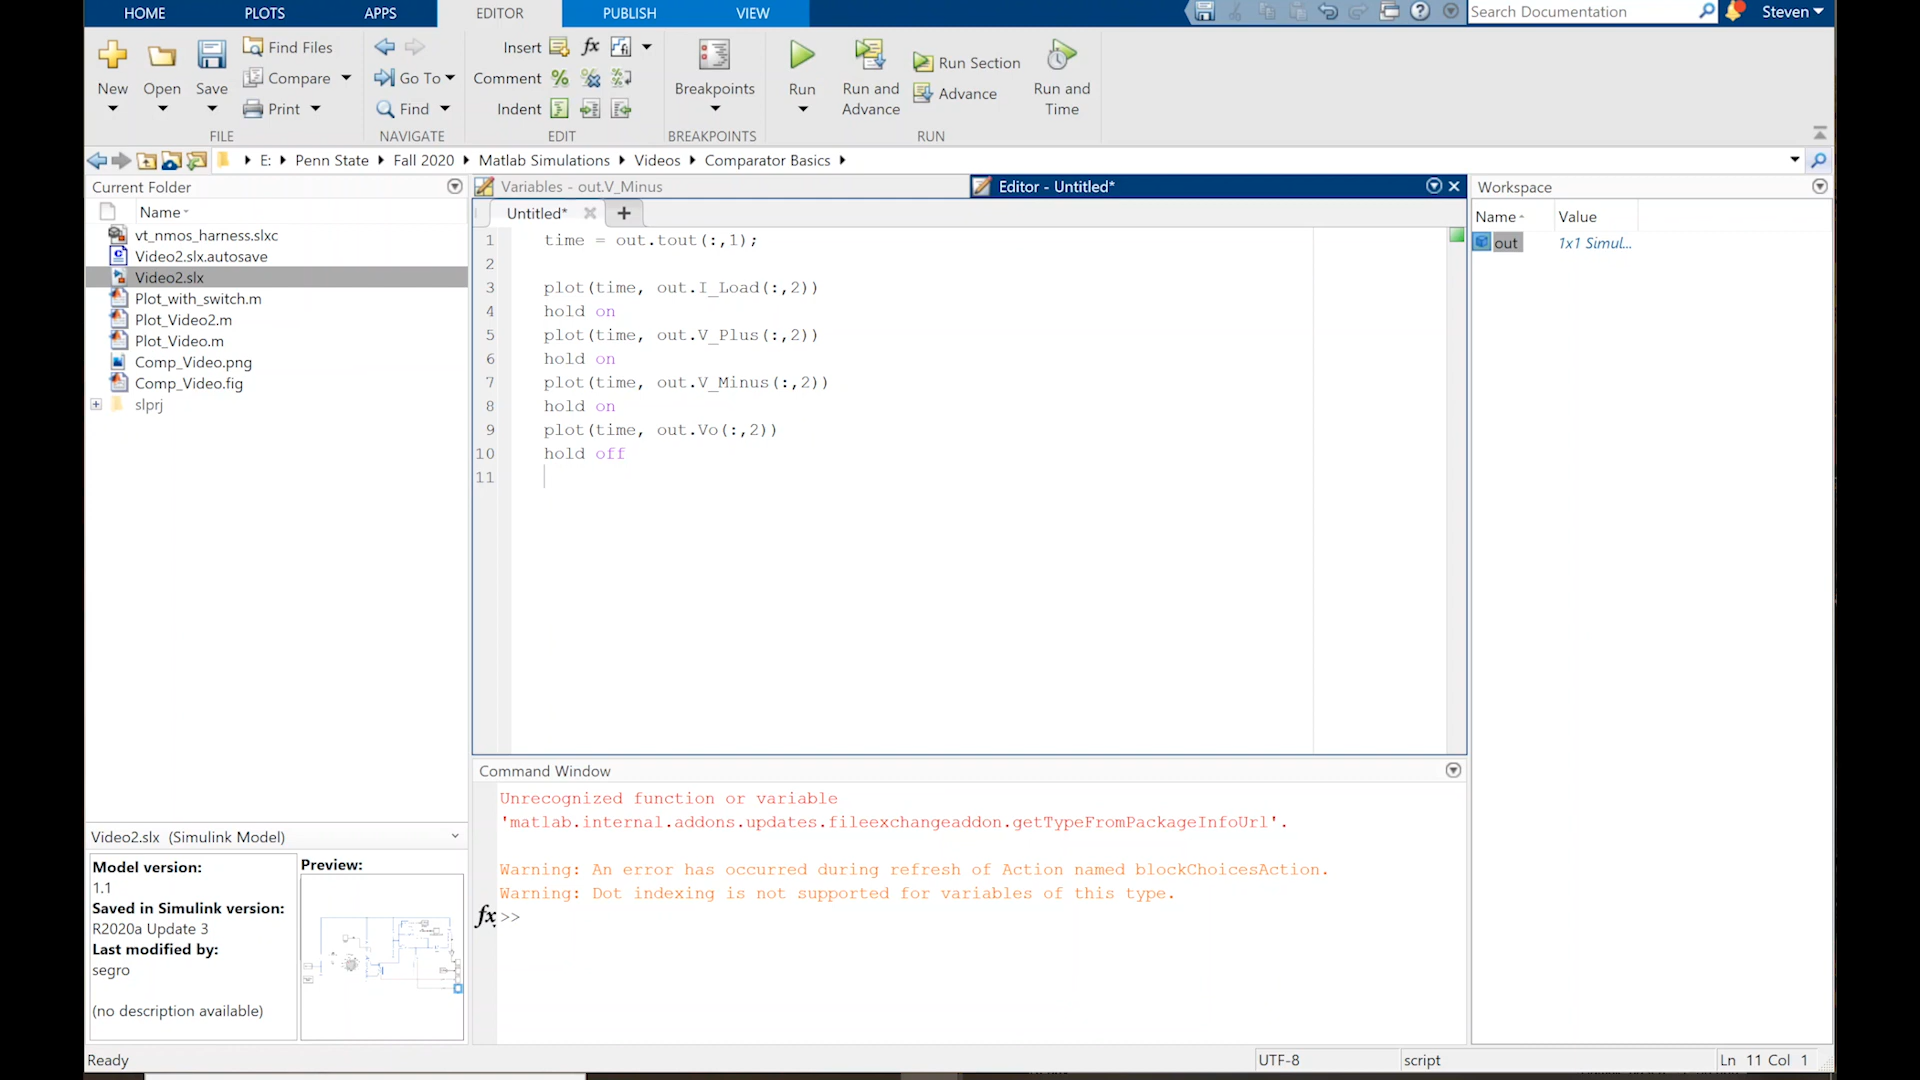 HOME PLOTS APPS EDITOR PUBLISH VIEW
Search Documentation
Steven
New
Open
Save
Find Files
Compare
Print
FILE
Go To
Find
NAVIGATE
Insert
fx
Comment
Indent
EDIT
Breakpoints
BREAKPOINTS
Run
Run and
Advance
Run Section
Advance
Run and
Time
RUN
E: Penn State Fall 2020 Matlab Simulations Videos Comparator Basics
Current Folder
Name
vt_nmos_harness.slxc
Video2.slx.autosave
Video2.slx
Plot_with_switch.m
Plot_Video2.m
Plot_Video.m
Comp_Video.png
Comp_Video.fig
slprj
Video2.slx (Simulink Model)
Model version:
1.1
Saved in Simulink version:
R2020a Update 3
Last modified by:
segro
(no description available)
Preview:
Variables - out.V_Minus
Editor - Untitled*
Untitled*
1 time = out.tout(:,1);
2
3 plot(time, out.I_Load(:,2))
4 hold on
5 plot(time, out.V_Plus(:,2))
6 hold on
7 plot(time, out.V_Minus(:,2))
8 hold on
9 plot(time, out.Vo(:,2))
10 hold off
11
Command Window
Unrecognized function or variable
'matlab.internal.addons.updates.fileexchangeaddon.getTypeFromPackageInfoUrl'.
Warning: An error has occurred during refresh of Action named blockChoicesAction.
Warning: Dot indexing is not supported for variables of this type.
fx >>
Workspace
Name Value
out 1x1 Simul...
Ready
UTF-8
script
Ln 11 Col 1